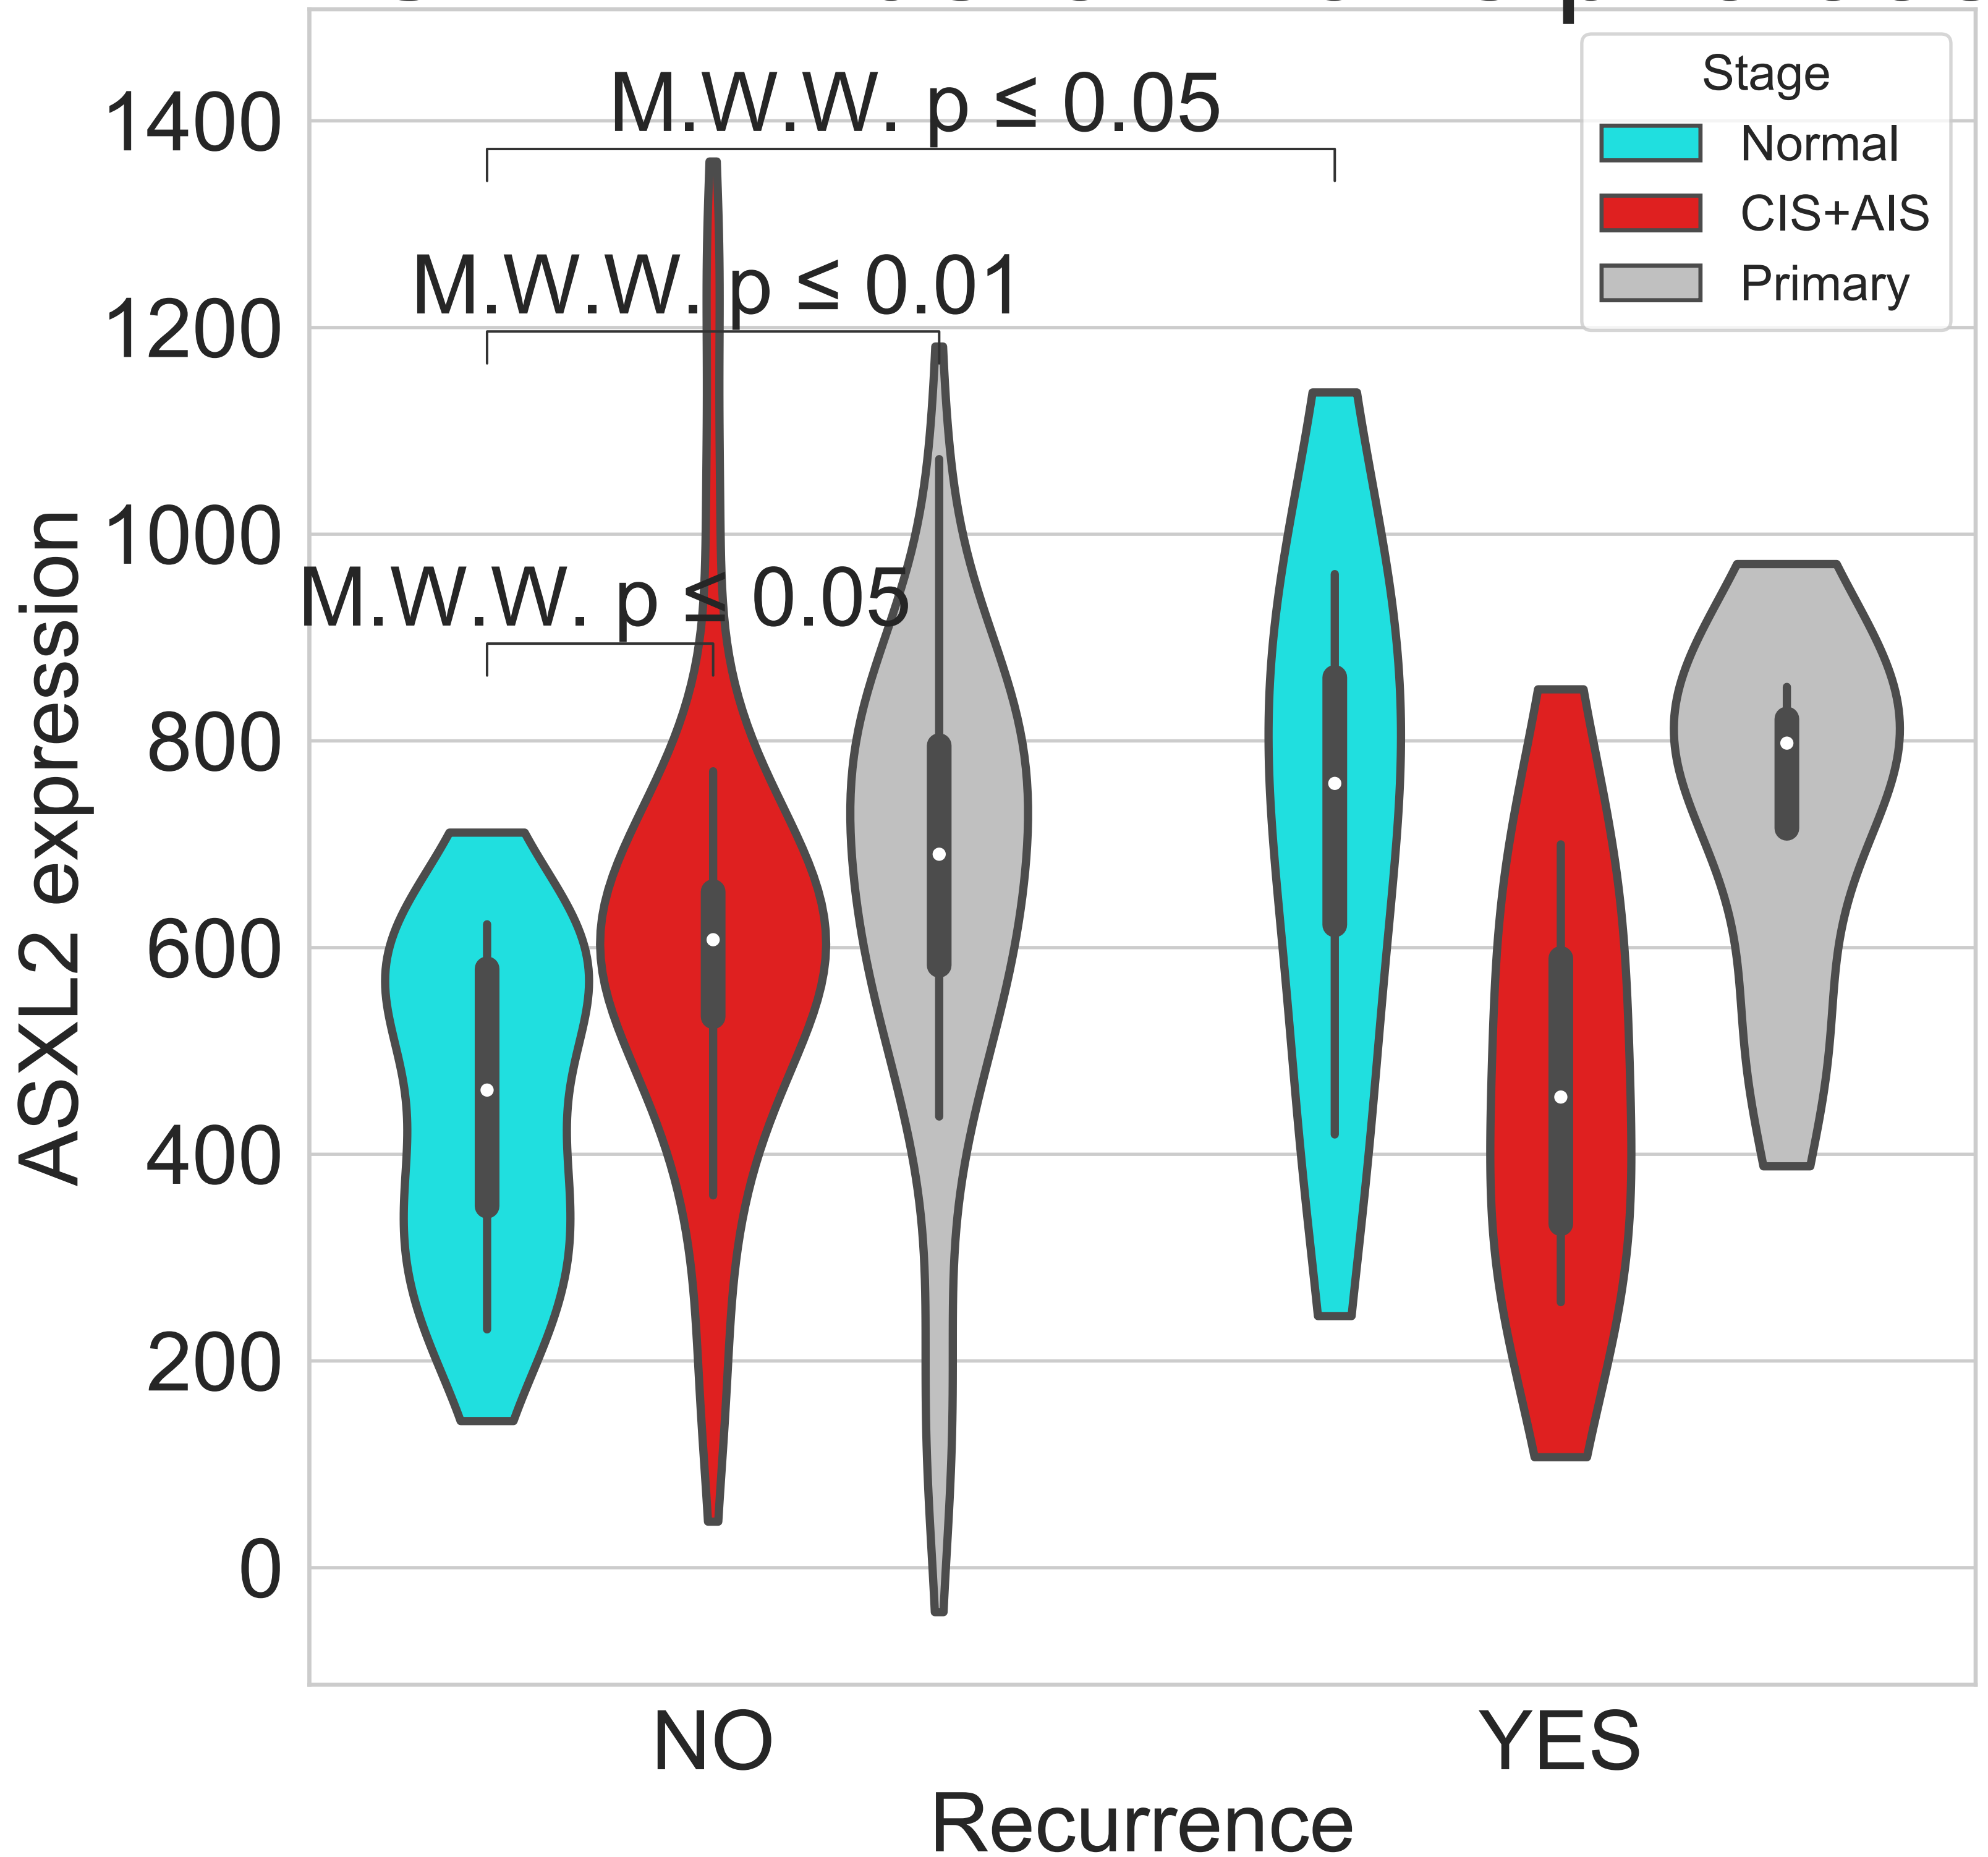 Stage
Normal
CIS+AIS
Primary
M.W.W. p ≤ 0.05
M.W.W. p ≤ 0.01
M.W.W. p ≤ 0.05
1400
1200
1000
800
600
400
200
0
ASXL2 expression
NO
YES
Recurrence